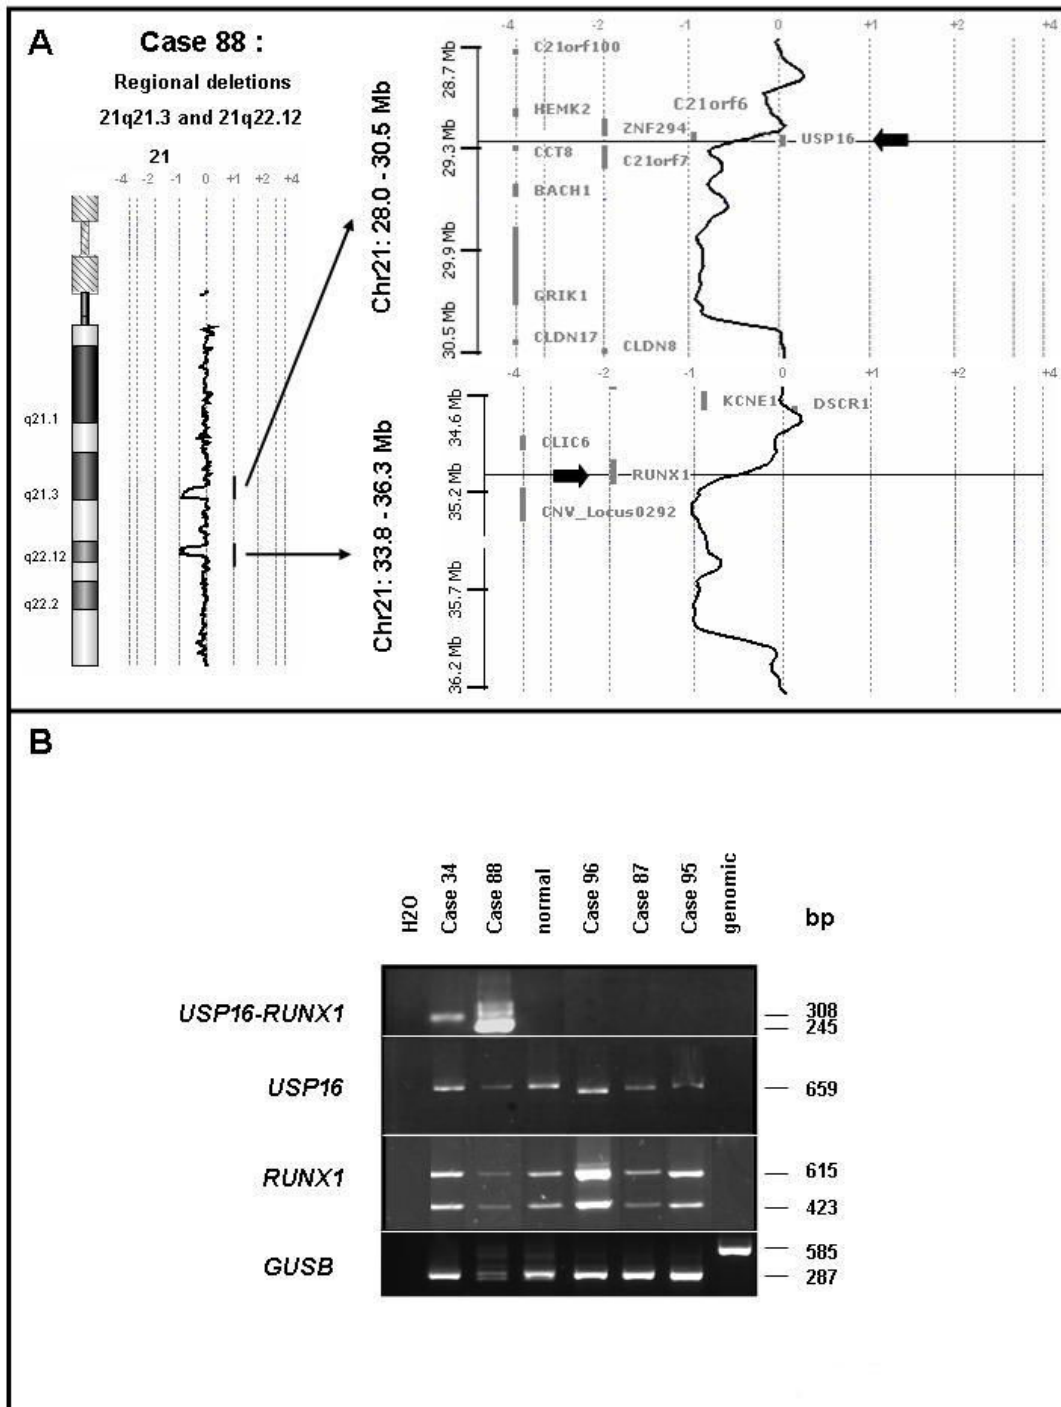 A
Case 88 :
Regional deletions
21q21.3 and 21q22.12
21
-4 -2 -1 0 +1 +2 +4
q21.1
q21.3
q22.12
q22.2
Chr21: 28.0 - 30.5 Mb
-4 -2 -1 0 +1 +2 +4
28.7 Mb
29.3 Mb
29.9 Mb
30.5 Mb
C21orf100
HEMK2
C21orf6
ZNF294
USP16
CCT8
C21orf7
BACH1
GRIK1
CLDN17
CLDN8
Chr21: 33.8 - 36.3 Mb
-4 -2 -1 0 +1 +2 +4
34.6 Mb
35.2 Mb
35.7 Mb
36.2 Mb
KCNE1
DSCR1
CLIC6
RUNX1
CNV_Locus0292
B
H2O
Case 34
Case 88
normal
Case 96
Case 87
Case 95
genomic
bp
USP16-RUNX1
308
245
USP16
659
RUNX1
615
423
GUSB
585
287